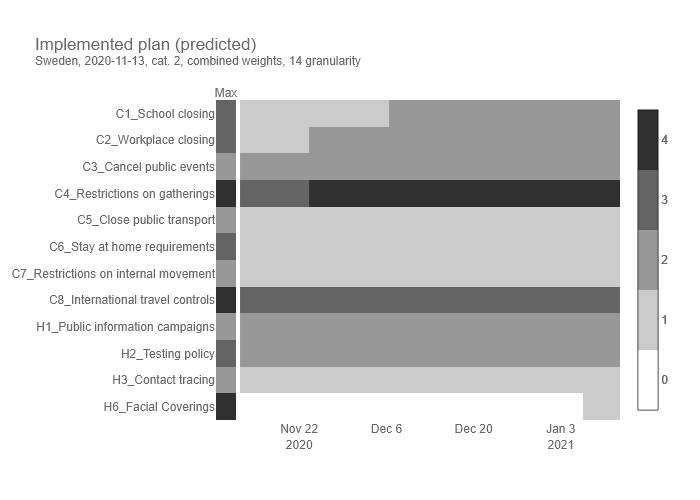 Implemented plan (predicted)
Sweden, 2020-11-13, cat. 2, combined weights, 14 granularity
Max
C1_School closing
C2_Workplace closing
C3_Cancel public events
C4_Restrictions on gatherings
C5_Close public transport
C6_Stay at home requirements
C7_Restrictions on internal movement
C8_International travel controls
H1_Public information campaigns
H2_Testing policy
H3_Contact tracing
H6_Facial Coverings
Nov 22
2020
Dec 6
Dec 20
Jan 3
2021
4
3
2
1
0